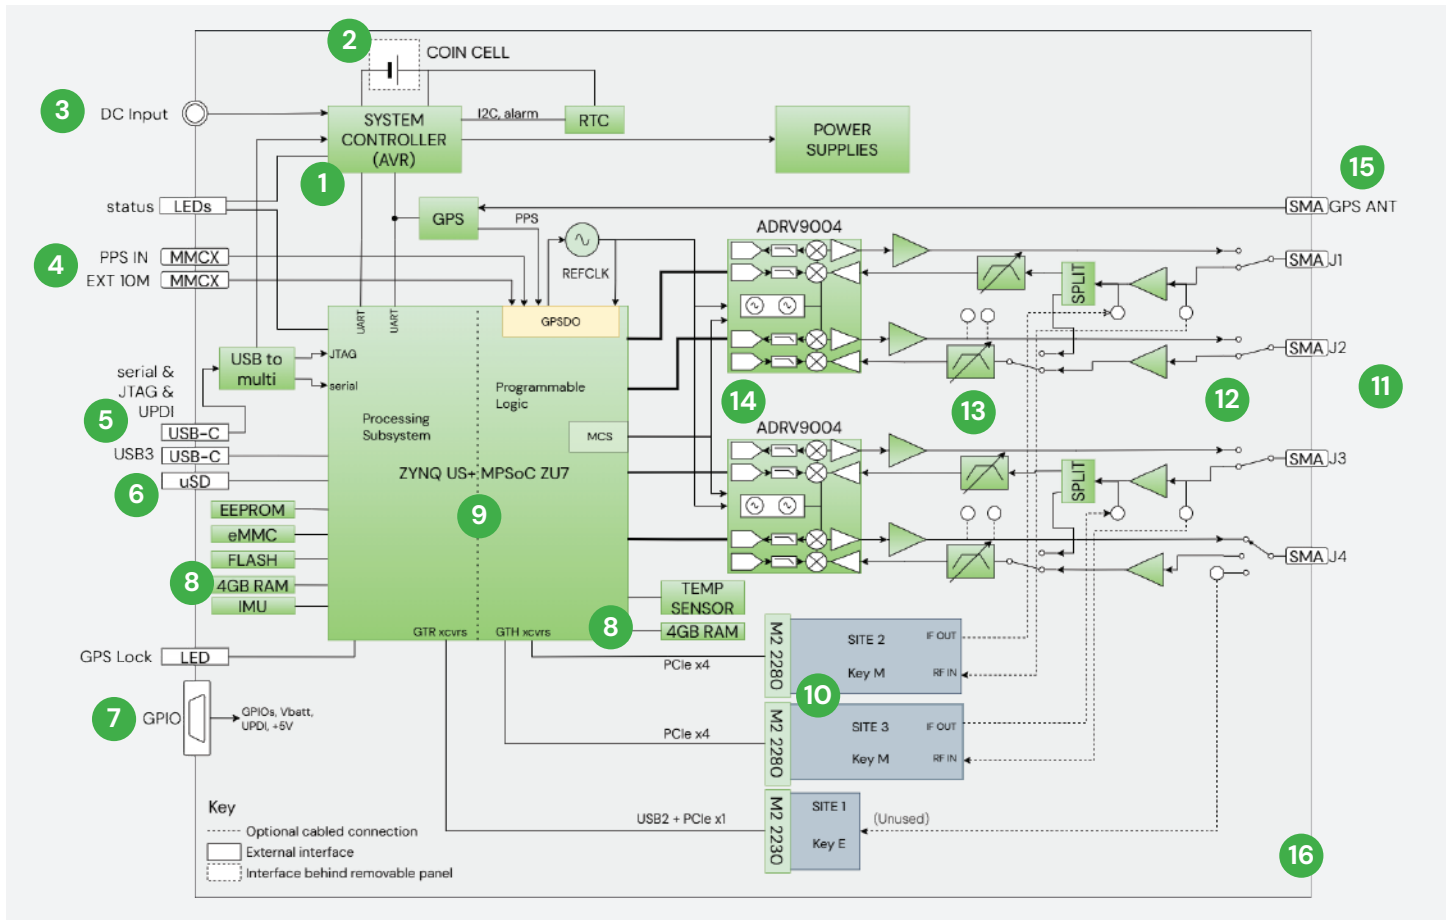 2
COIN CELL
3
DC Input
SYSTEM
CONTROLLER
(AVR)
I2C, alarm
RTC
POWER
SUPPLIES
1
15
status
LEDs
GPS
PPS
SMA
GPS ANT
4
PPS IN
MMCX
EXT 10M
MMCX
REFCLK
ADRV9004
SMA
J1
SPLIT
UART
UART
GPSDO
SMA
J2
USB to
multi
JTAG
serial
serial &
JTAG &
UPDI
Programmable
Logic
5
USB-C
Processing
Subsystem
14
13
12
11
USB3
USB-C
MCS
ADRV9004
SMA
J3
6
uSD
ZYNQ US+ MPSoC ZU7
SPLIT
9
EEPROM
eMMC
FLASH
8
4GB RAM
IMU
SMA
J4
TEMP
SENSOR
8
4GB RAM
GTR xcvrs
GTH xcvrs
GPS Lock
LED
PCIe x4
M2 2280
SITE 2
IF OUT
Key M
RF IN
10
7
GPIO
GPIOs, Vbatt,
UPDI, +5V
PCIe x4
M2 2280
SITE 3
IF OUT
Key M
RF IN
USB2 + PCIe x1
M2 2230
SITE 1
Key E
(Unused)
Key
Optional cabled connection
External interface
Interface behind removable panel
16